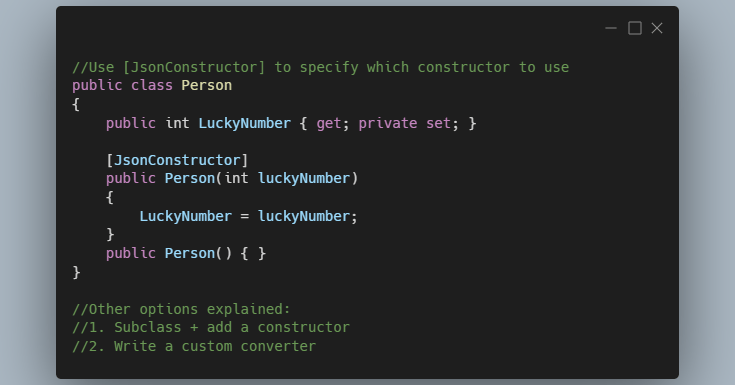 //Use [JsonConstructor] to specify which constructor to use
public class Person
{
    public int LuckyNumber { get; private set; }

    [JsonConstructor]
    public Person(int luckyNumber)
    {
        LuckyNumber = luckyNumber;
    }
    public Person() { }
}

//Other options explained:
//1. Subclass + add a constructor
//2. Write a custom converter